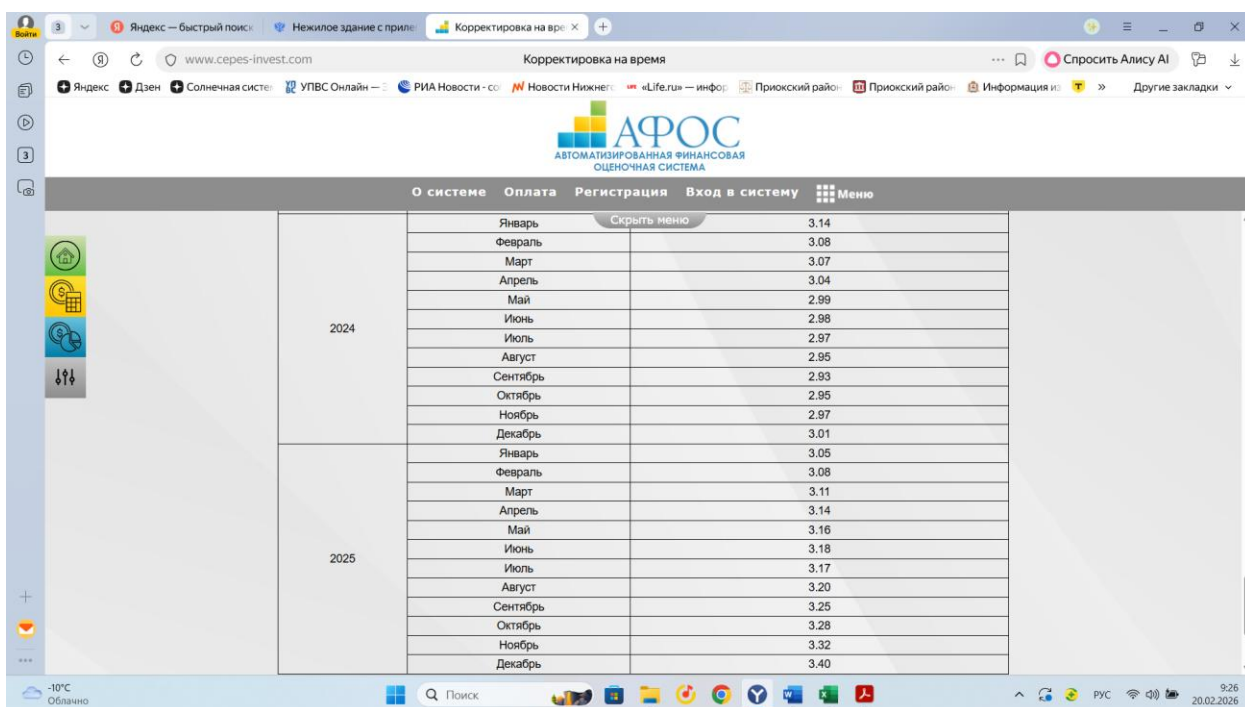 Войти
3
Яндекс — быстрый поиск
Нежилое здание с приле
Корректировка на вре
www.cepes-invest.com
Корректировка на время
Спросить Алису AI
Яндекс
Дзен
Солнечная систе
УПВС Онлайн —
РИА Новости - со
Новости Нижнег
«Life.ru» — инфор
Приокский район
Приокский район
Информация из
»
Другие закладки
3
АФОС
АВТОМАТИЗИРОВАННАЯ ФИНАНСОВАЯ
ОЦЕНОЧНАЯ СИСТЕМА
О системе Оплата Регистрация Вход в систему Меню
Скрыть меню
2024
Январь 3.14
Февраль 3.08
Март 3.07
Апрель 3.04
Май 2.99
Июнь 2.98
Июль 2.97
Август 2.95
Сентябрь 2.93
Октябрь 2.95
Ноябрь 2.97
Декабрь 3.01
2025
Январь 3.05
Февраль 3.08
Март 3.11
Апрель 3.14
Май 3.16
Июнь 3.18
Июль 3.17
Август 3.20
Сентябрь 3.25
Октябрь 3.28
Ноябрь 3.32
Декабрь 3.40
-10°C
Облачно
Поиск
РУС
9:26
20.02.2026